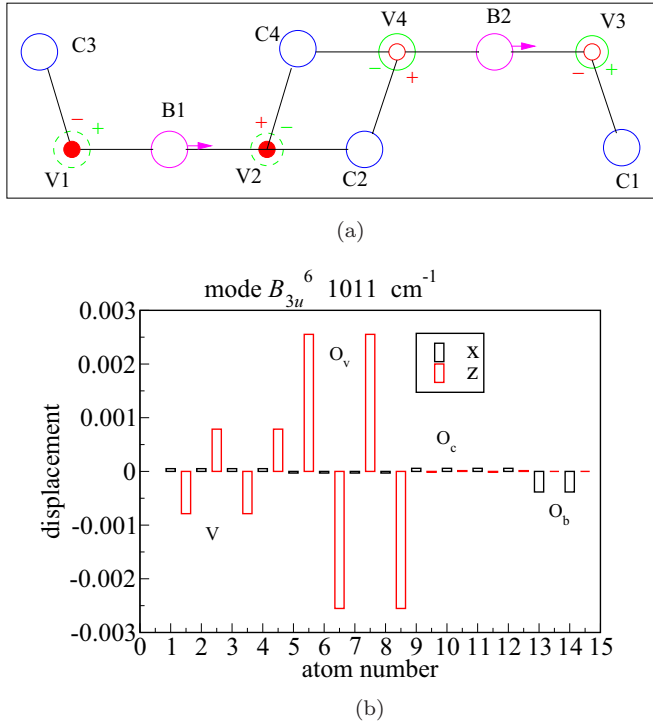 C3
C4
V4
B2
V3
−
+
−
+
B1
+
−
−
+
V1
V2
C2
C1
(a)
mode B3u^6 1011 cm^-1
displacement
0.003
0.002
0.001
0
-0.001
-0.002
-0.003
x
z
Ov
Oc
V
Ob
0 1 2 3 4 5 6 7 8 9 10 11 12 13 14 15
atom number
(b)